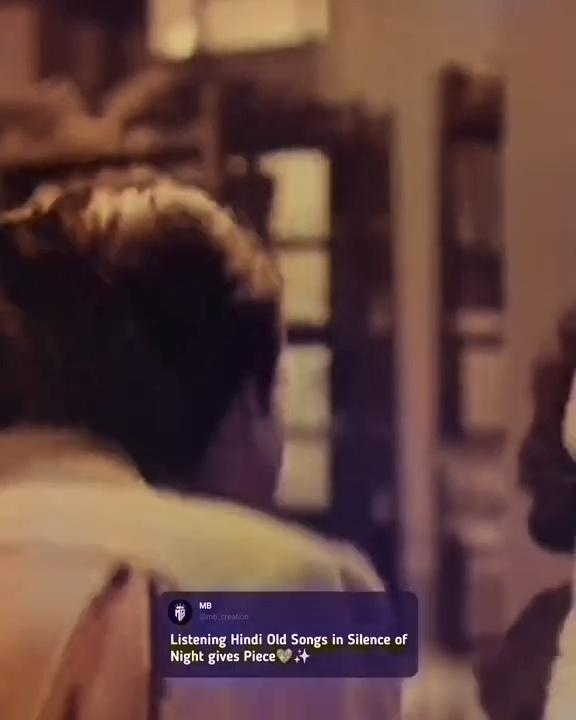 MB
@mb_creation
Listening Hindi Old Songs in Silence of
Night gives Piece💚✨